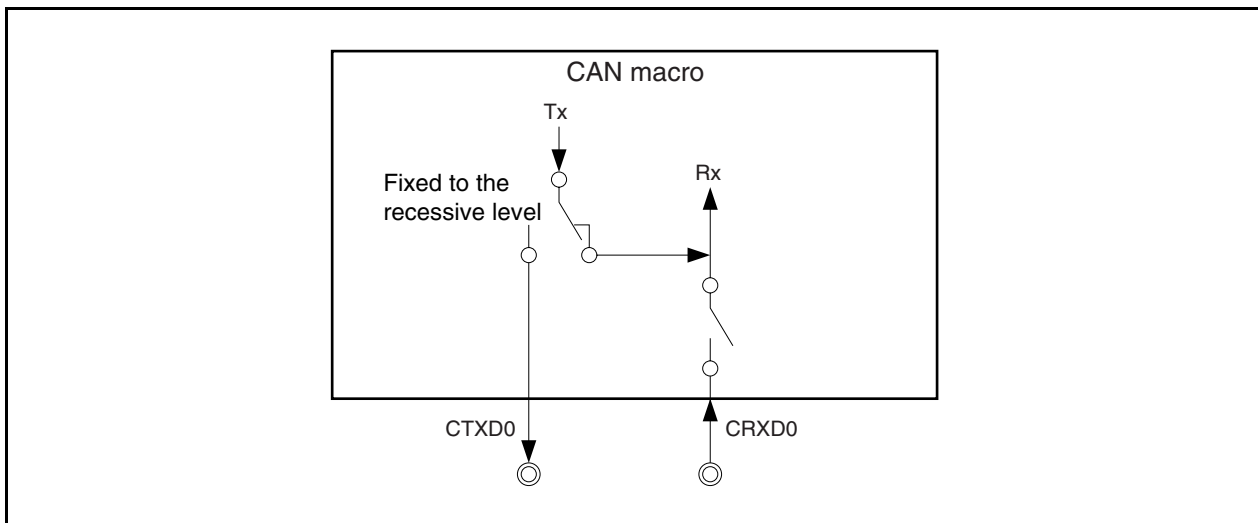 CAN macro
Tx
Rx
Fixed to the
recessive level
CTXD0
CRXD0